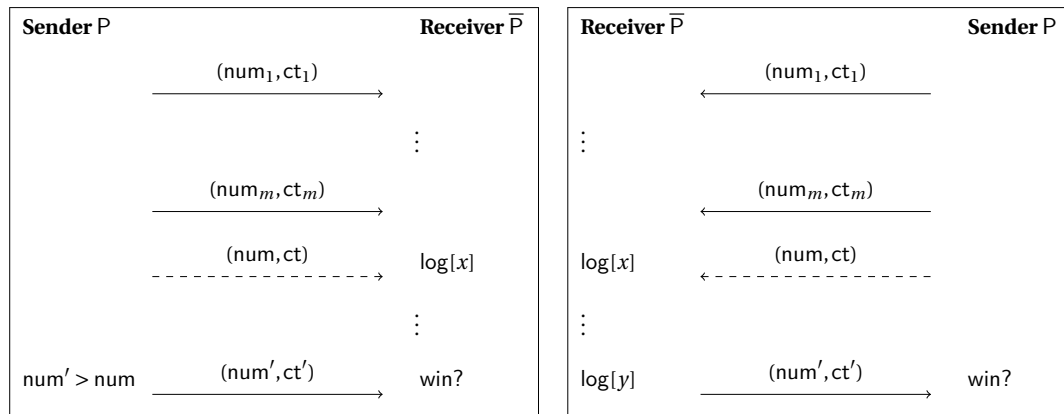 Sender P Receiver P̅
(num₁, ct₁)
⋮
(numₘ, ctₘ)
(num, ct)
log[x]
⋮
num′ > num (num′, ct′) win?
Receiver P̅ Sender P
(num₁, ct₁)
⋮
(numₘ, ctₘ)
(num, ct)
log[x]
⋮
log[y] (num′, ct′) win?